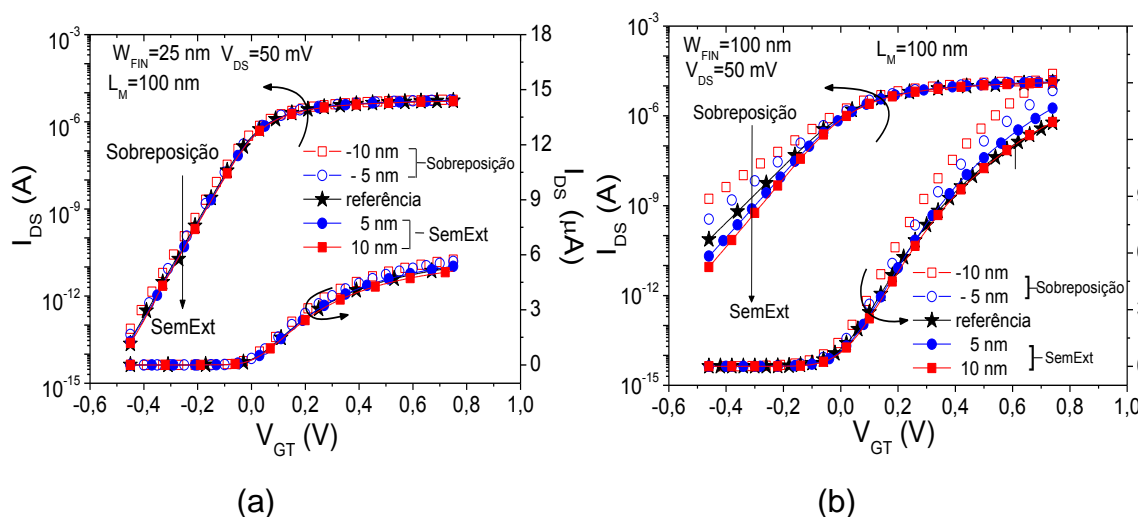 W_FIN=25 nm V_DS=50 mV
L_M=100 nm
Sobreposição
SemExt
-10 nm
- 5 nm
Sobreposição
referência
5 nm
10 nm
SemExt
I_DS (A)
10^-3
10^-6
10^-9
10^-12
10^-15
I_DS (μA)
18
15
12
9
6
3
0
-0,6 -0,4 -0,2 0,0 0,2 0,4 0,6 0,8 1,0
V_GT (V)
(a)
W_FIN=100 nm
V_DS=50 mV
L_M=100 nm
Sobreposição
SemExt
-10 nm
- 5 nm
Sobreposição
referência
5 nm
10 nm
SemExt
I_DS (A)
10^-3
10^-6
10^-9
10^-12
10^-15
-0,6 -0,4 -0,2 0,0 0,2 0,4 0,6 0,8 1,0
V_GT (V)
(b)